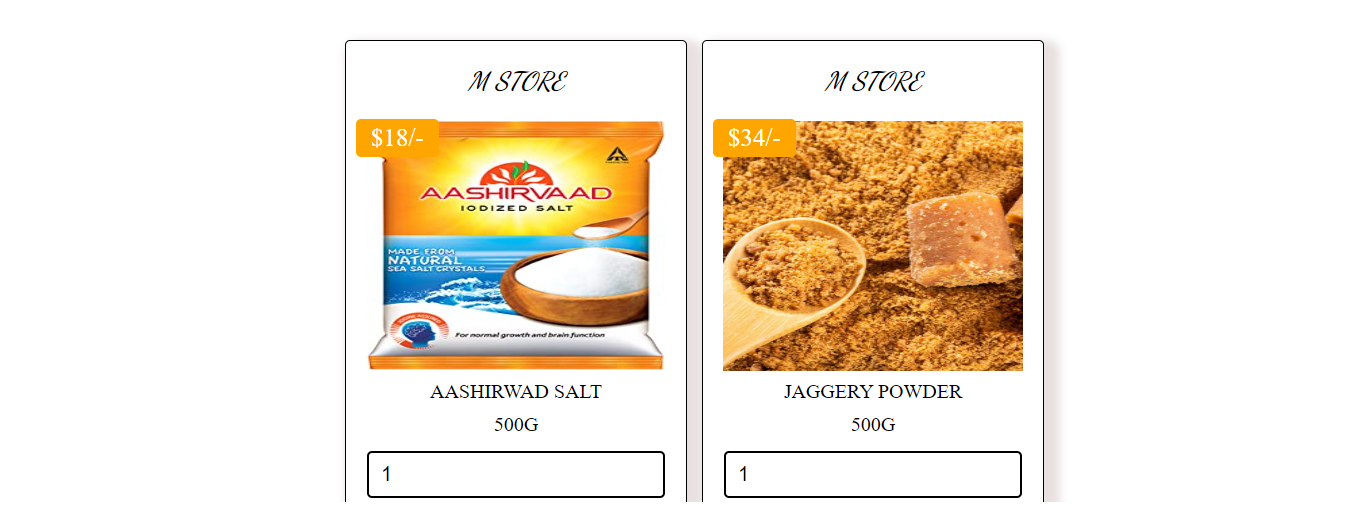 M STORE
$18/-
AASHIRVAAD
IODIZED SALT
MADE FROM
NATURAL
SEA SALT CRYSTALS
For normal growth and brain function
AASHIRWAD SALT
500G
1
M STORE
$34/-
JAGGERY POWDER
500G
1